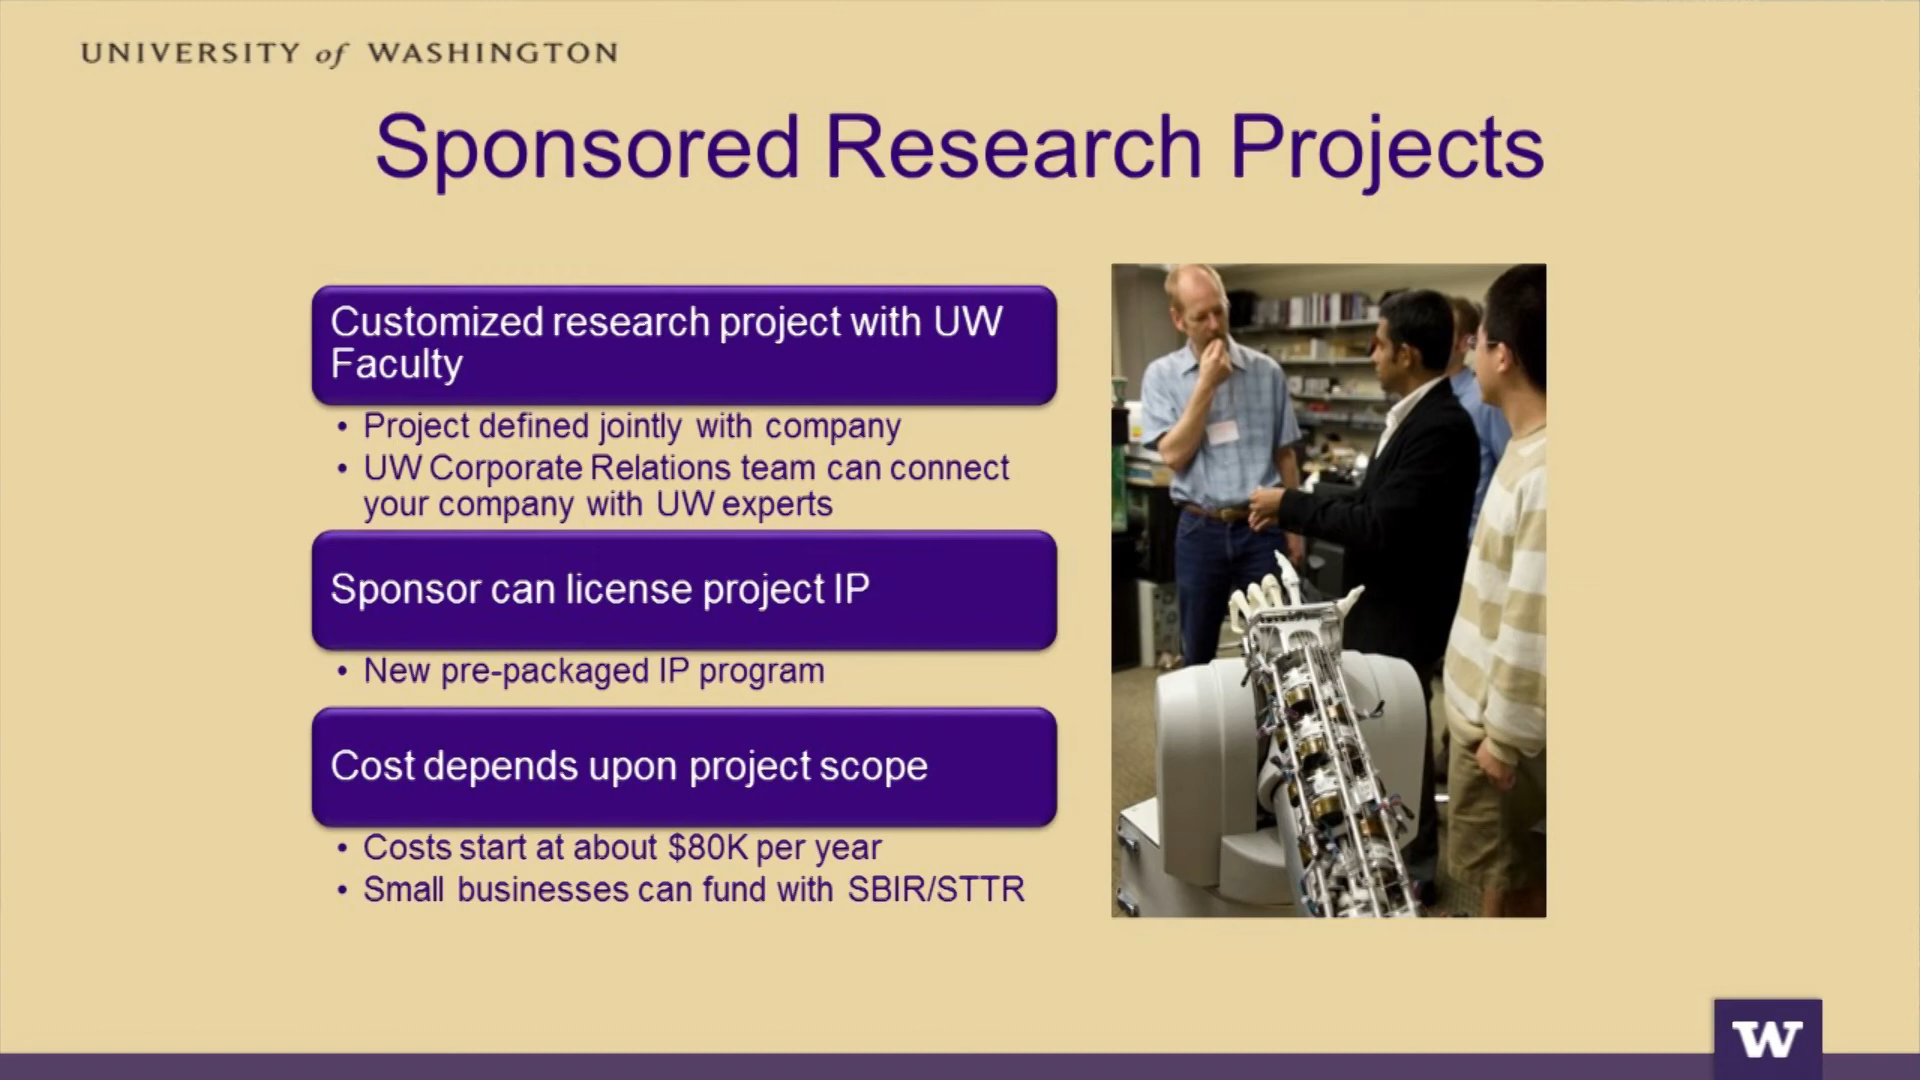 UNIVERSITY of WASHINGTON
Sponsored Research Projects
Customized research project with UW
Faculty
• Project defined jointly with company
• UW Corporate Relations team can connect
your company with UW experts
Sponsor can license project IP
• New pre-packaged IP program
Cost depends upon project scope
• Costs start at about $80K per year
• Small businesses can fund with SBIR/STTR
W